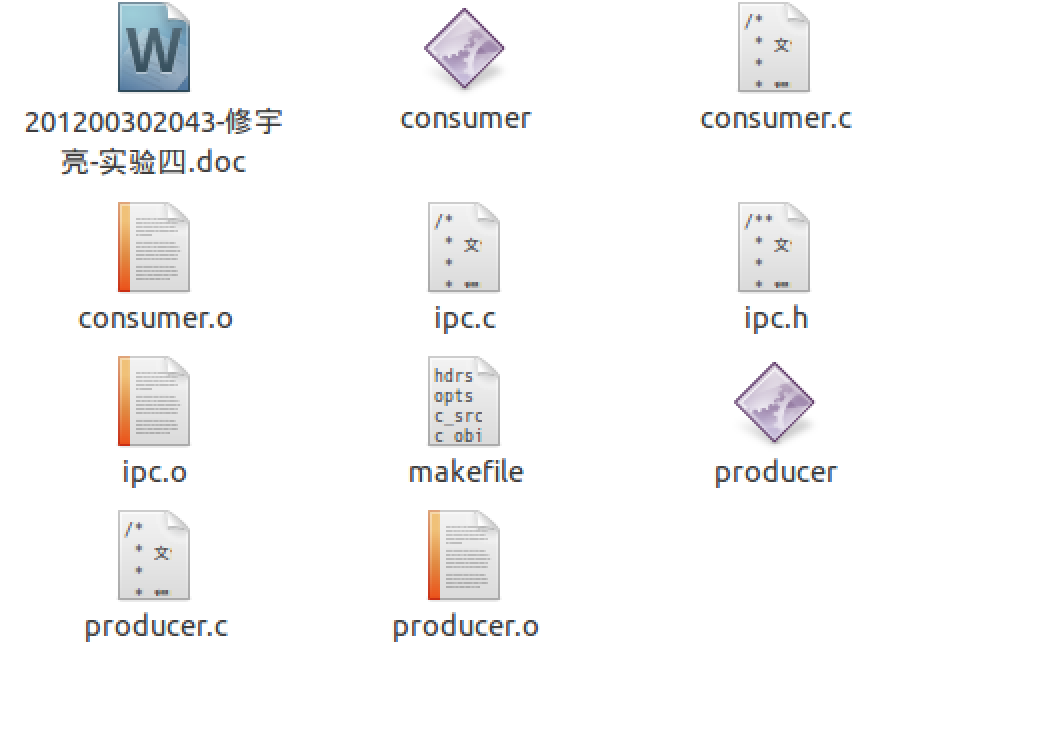 W
/*
* 文
*
*
201200302043-修宇
亮-实验四.doc
consumer
consumer.c
/*
* 文
*
*
/**
* 文
*
*
consumer.o
ipc.c
ipc.h
hdrs
opts
c_src
c_obj
ipc.o
makefile
producer
/*
* 文
*
*
producer.c
producer.o